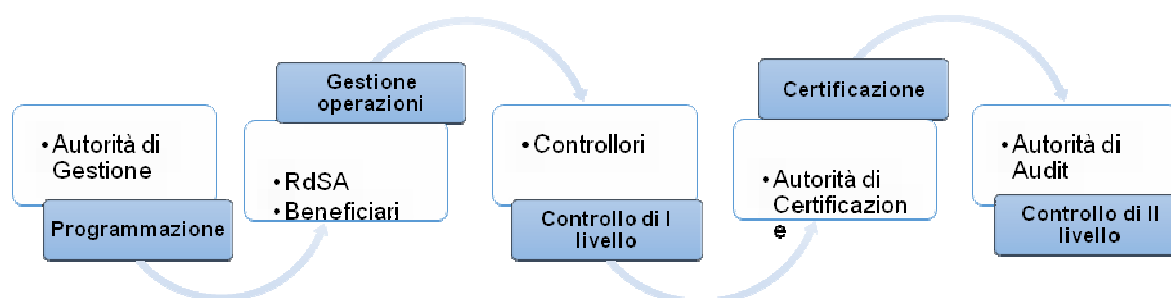 • Autorità di
Gestione
Programmazione
Gestione
operazioni
• RdSA
• Beneficiari
• Controllori
Controllo di I
livello
Certificazione
• Autorità di
Certificazion
e
• Autorità di
Audit
Controllo di II
livello